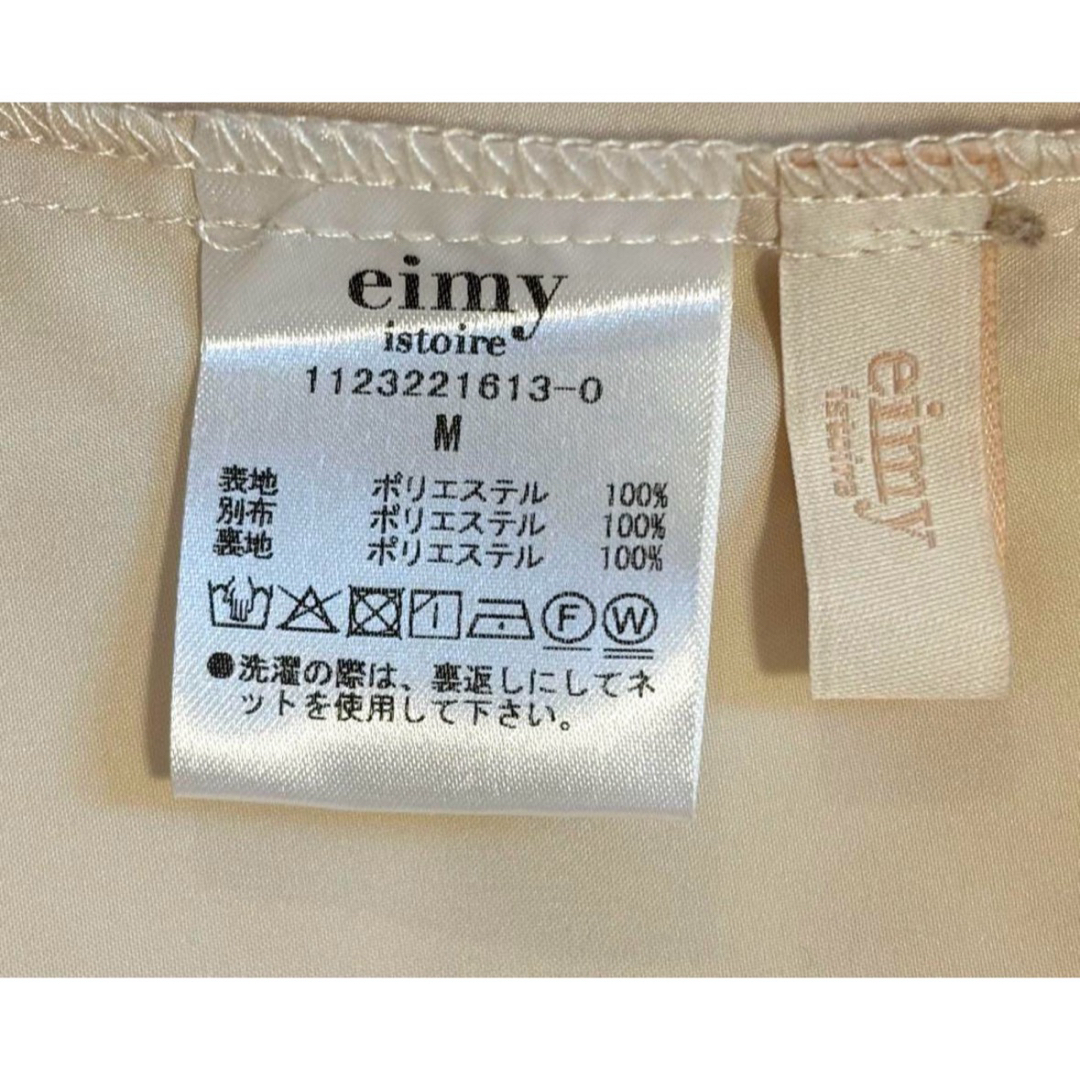 eimy
istoire
1123221613-0
M
表地 ポリエステル 100%
別布 ポリエステル 100%
裏地 ポリエステル 100%
F W
●洗濯の際は、裏返しにしてネ
ットを使用して下さい。
eimy
istoire